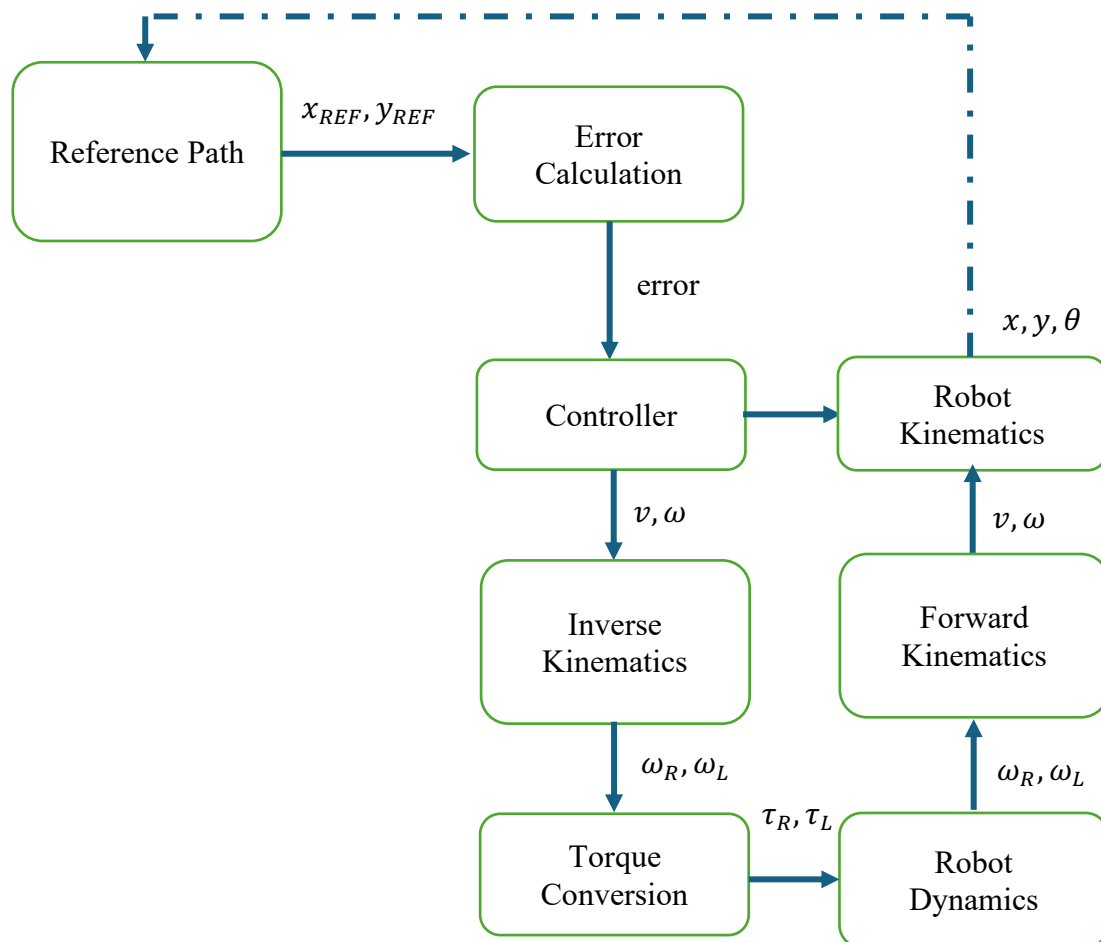 Reference Path
x_REF, y_REF
Error
Calculation
error
x, y, θ
Controller
Robot
Kinematics
v, ω
v, ω
Inverse
Kinematics
Forward
Kinematics
ω_R, ω_L
ω_R, ω_L
τ_R, τ_L
Torque
Conversion
Robot
Dynamics